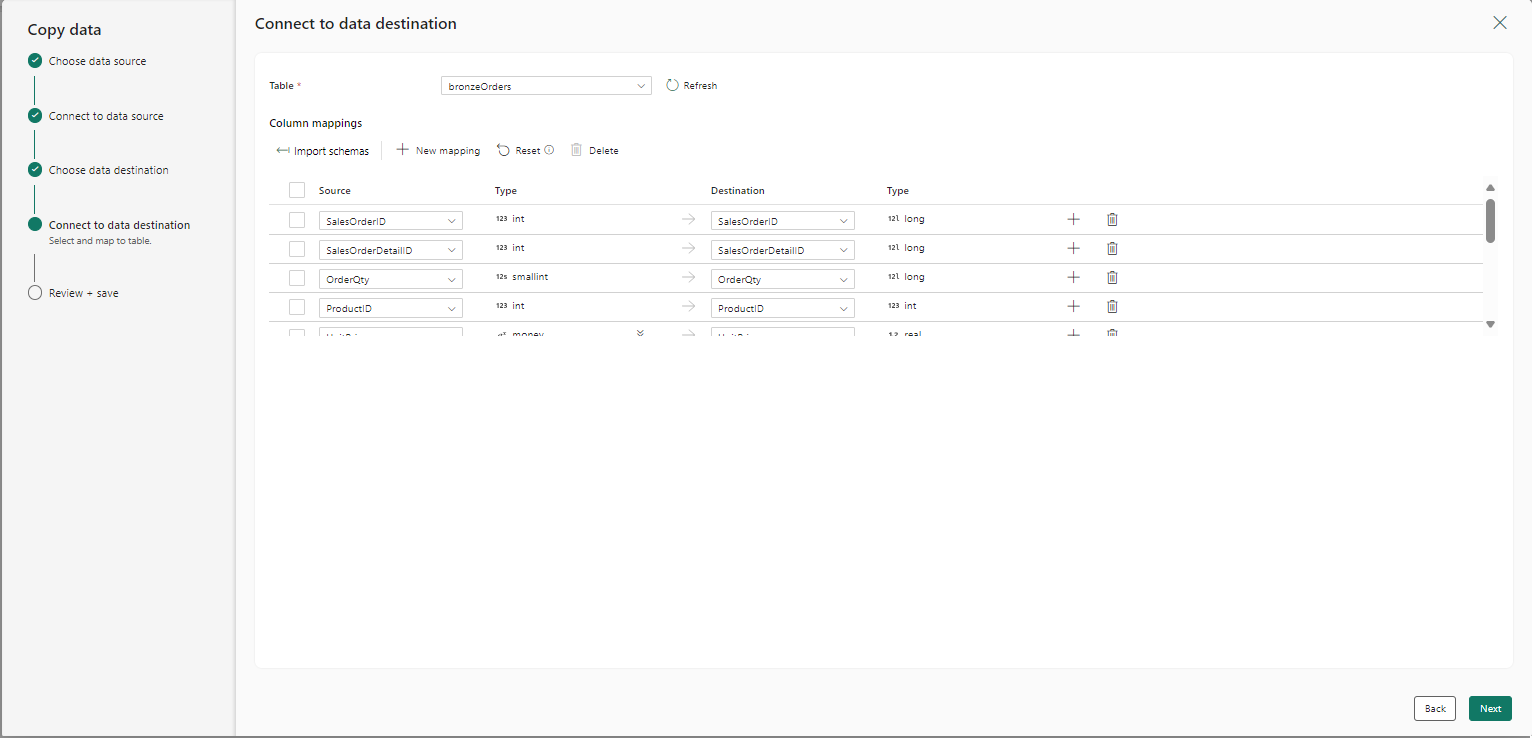 Copy data
Choose data source
Connect to data source
Choose data destination
Connect to data destination
Select and map to table.
Review + save
Connect to data destination
Table *
bronzeOrders
Refresh
Column mappings
Import schemas
New mapping
Reset
Delete
Source Type Destination Type
SalesOrderID 123 int SalesOrderID 12l long
SalesOrderDetailID 123 int SalesOrderDetailID 12l long
OrderQty 12s smallint OrderQty 12l long
ProductID 123 int ProductID 123 int
money real
Back
Next